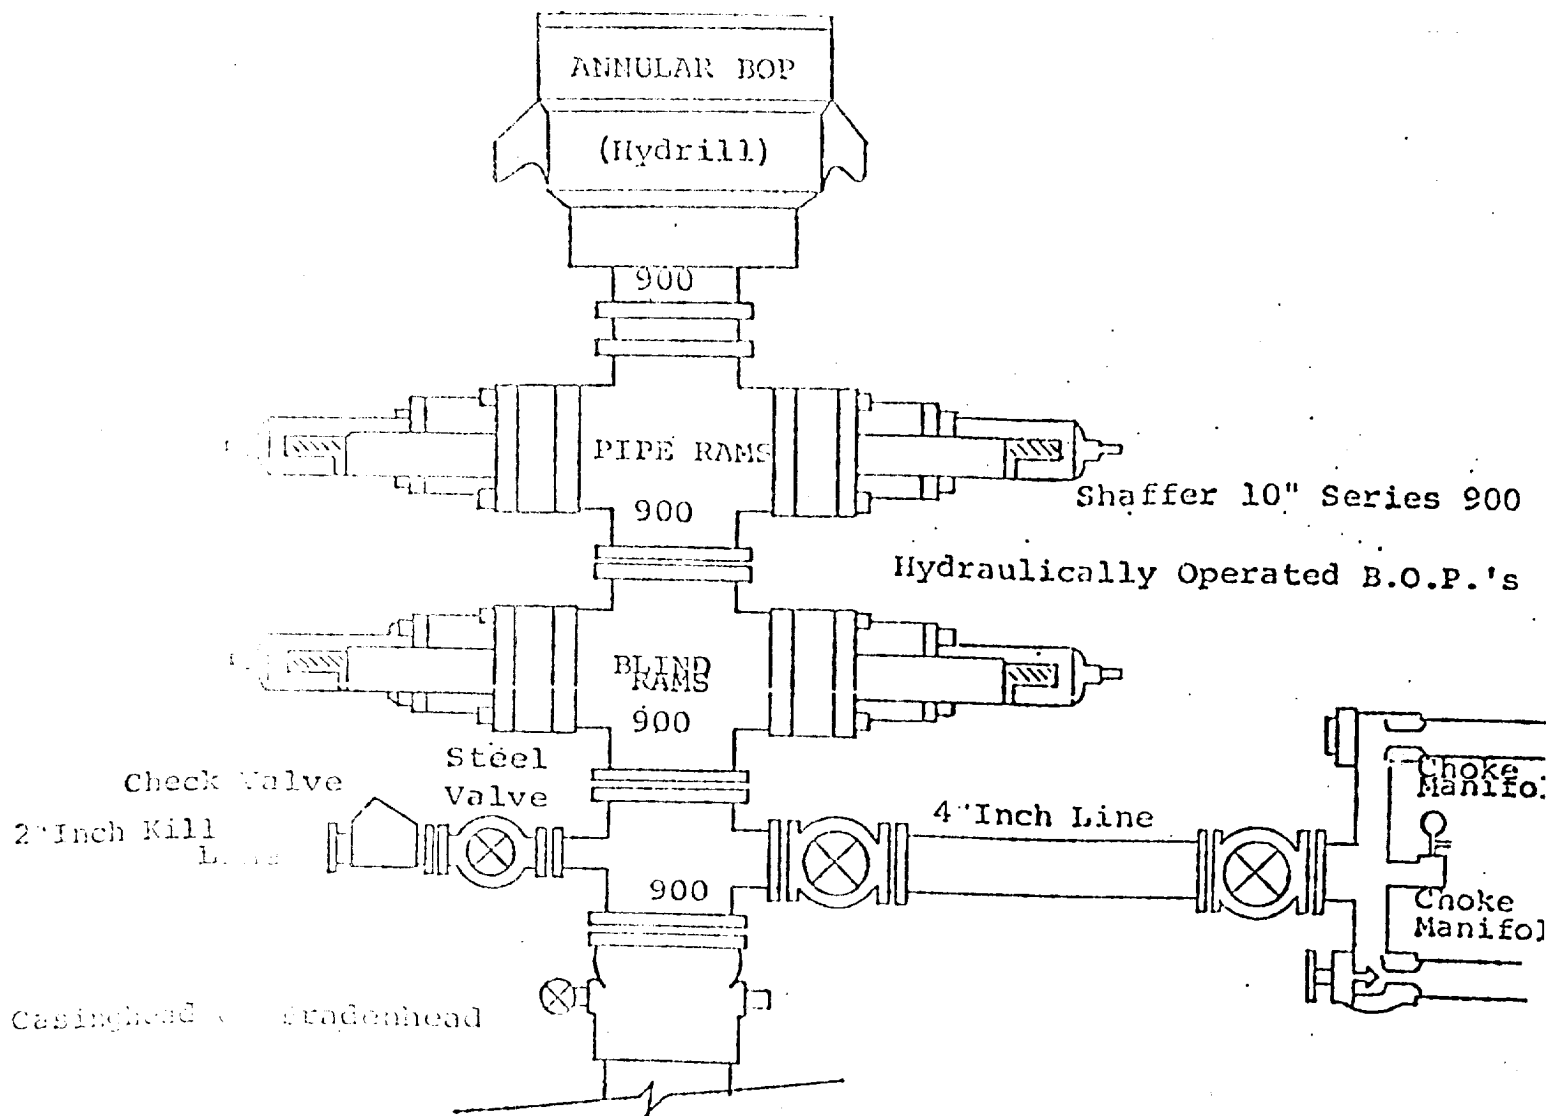 ANNULAR BOP
(Hydrill)
900
PIPE RAMS
900
Shaffer 10" Series 900
Hydraulically Operated B.O.P.'s
BLIND
RAMS
900
Steel
Valve
Check Valve
2"Inch Kill
4"Inch Line
900
Choke
Manifo
Choke
Manifol
Casinghead